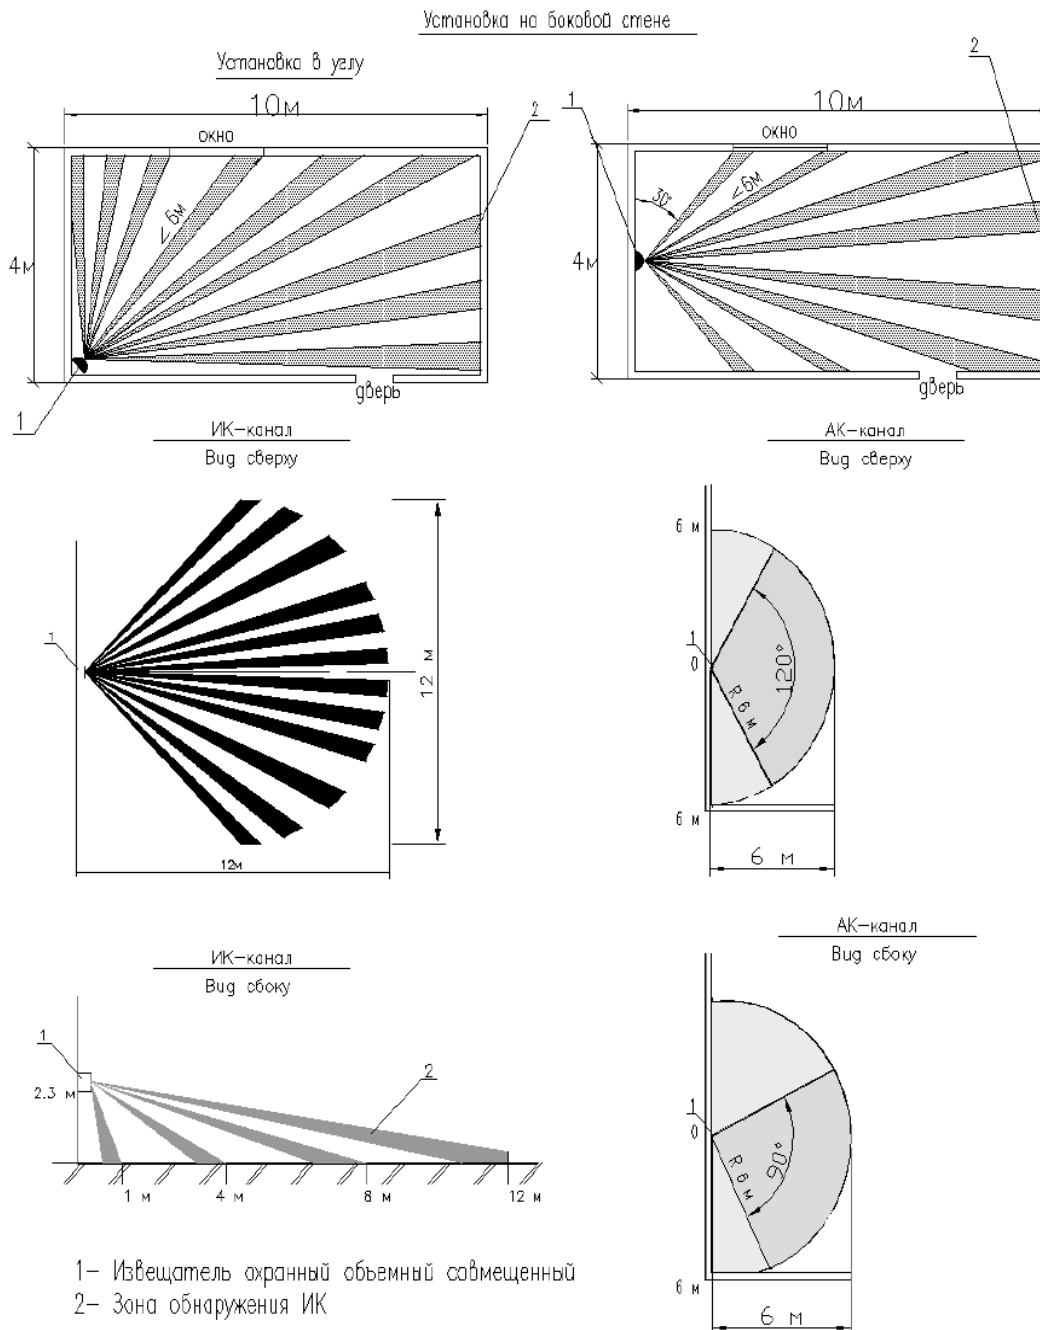 Установка на боковой стене
Установка в углу
2
1
10м
2
10м
окно
окно
<6м
30°
<6м
4м
4м
дверь
дверь
1
ИК-канал
Вид сверху
АК-канал
Вид сверху
6 м
1
12 м
1
0
120°
R 6 м
6 м
12м
6 м
АК-канал
Вид сбоку
ИК-канал
Вид сбоку
1
2
2.3 м
1
0
R 6 м
90°
1 м
4 м
8 м
12 м
1- Извещатель охранный объемный совмещенный
2- Зона обнаружения ИК
6 м
6 м